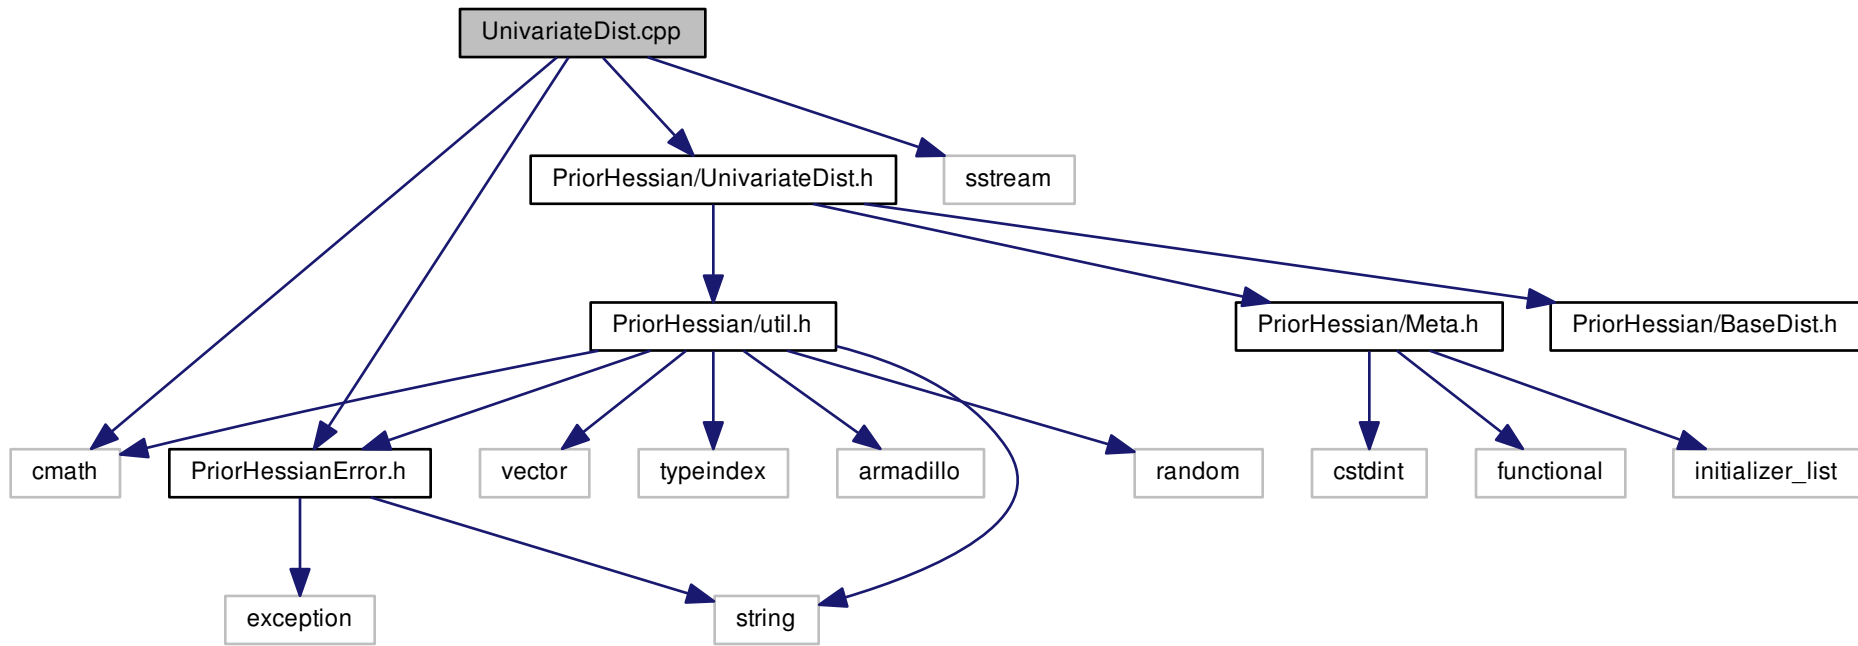 UnivariateDist.cpp
PriorHessian/UnivariateDist.h
sstream
PriorHessian/util.h
PriorHessian/Meta.h
PriorHessian/BaseDist.h
cmath
PriorHessianError.h
vector
typeindex
armadillo
random
cstdint
functional
initializer_list
exception
string